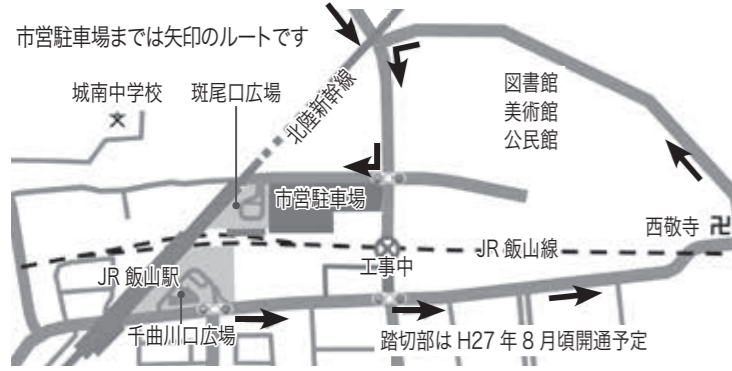 市営駐車場までは矢印のルートです
城南中学校
斑尾口広場
北陸新幹線
図書館
美術館
公民館
市営駐車場
西敬寺
JR 飯山線
工事中
JR 飯山駅
千曲川口広場
踏切部は H27 年 8 月頃開通予定